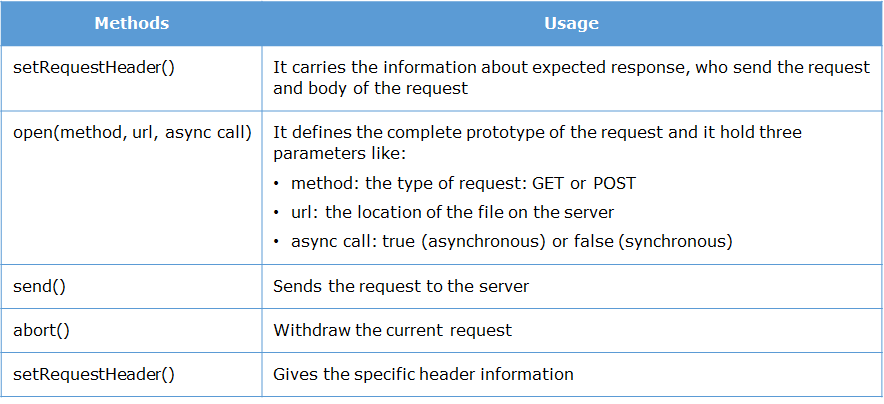 Methods Usage
setRequestHeader() It carries the information about expected response, who send the request
and body of the request
open(method, url, async call) It defines the complete prototype of the request and it hold three
parameters like:
• method: the type of request: GET or POST
• url: the location of the file on the server
• async call: true (asynchronous) or false (synchronous)
send() Sends the request to the server
abort() Withdraw the current request
setRequestHeader() Gives the specific header information